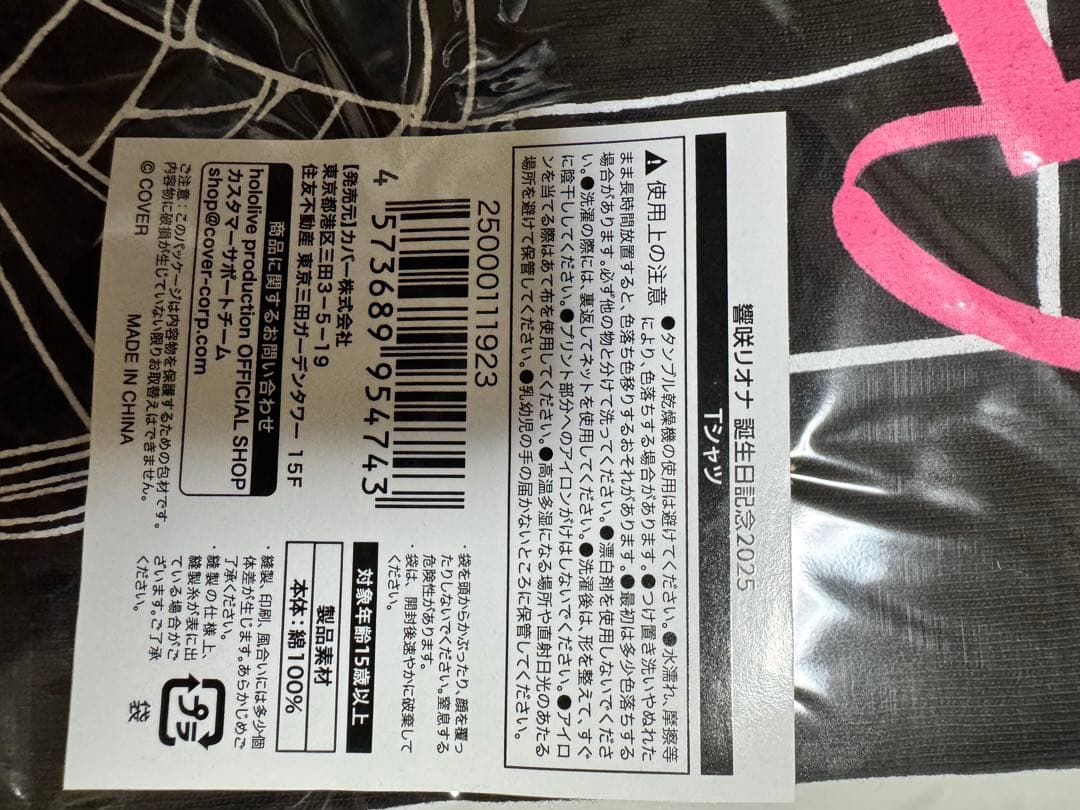 響咲リオナ 誕生日記念2025
Tシャツ
使用上の注意 ●タンブル乾燥機の使用は避けてください。●水濡れ、摩擦等
により、色落ちする場合があります。●つけ置き洗いやぬれた
まま長時間放置すると、色落ち色移りするおそれがあります。●最初は多少色落ちする
場合があります。必ず他の物と分けて洗ってください。●漂白剤を使用しないでくださ
い。●洗濯の際には、裏返してネットを使用してください。●洗濯後は、形を整えて、すぐ
に陰干ししてください。●プリント部分へのアイロンがけはしないでください。●アイロ
ンを当てる際はあて布を使用してください。●高温多湿になる場所や直射日光のあたる
場所を避けて保管してください。●乳幼児の手の届かないところに保管してください。
25000111923
4 573689 954743
【発売元】カバー株式会社
東京都港区三田3-5-19
住友不動産 東京三田ガーデンタワー 15F
商品に関するお問い合わせ
hololive production OFFICIAL SHOP
カスタマーサポートチーム
shop@cover-corp.com
ご注意:このパッケージは内容物を保護するための包材です。
内容物に破損が生じていない限りお取替えはできません。
© COVER
MADE IN CHINA
・袋を頭からかぶったり、顔を覆っ
たりしないでください。窒息する
危険性があります。
・袋は、開封後速やかに破棄して
ください。
対象年齢15歳以上
製品素材
本体:綿100%
・縫製、印刷、風合いには多少個
体差が生じます。あらかじめご
了承ください。
・縫製の仕様上、
縫製糸が表に出
ている場合がご
ざいます。ご了承
ください。
プラ
袋